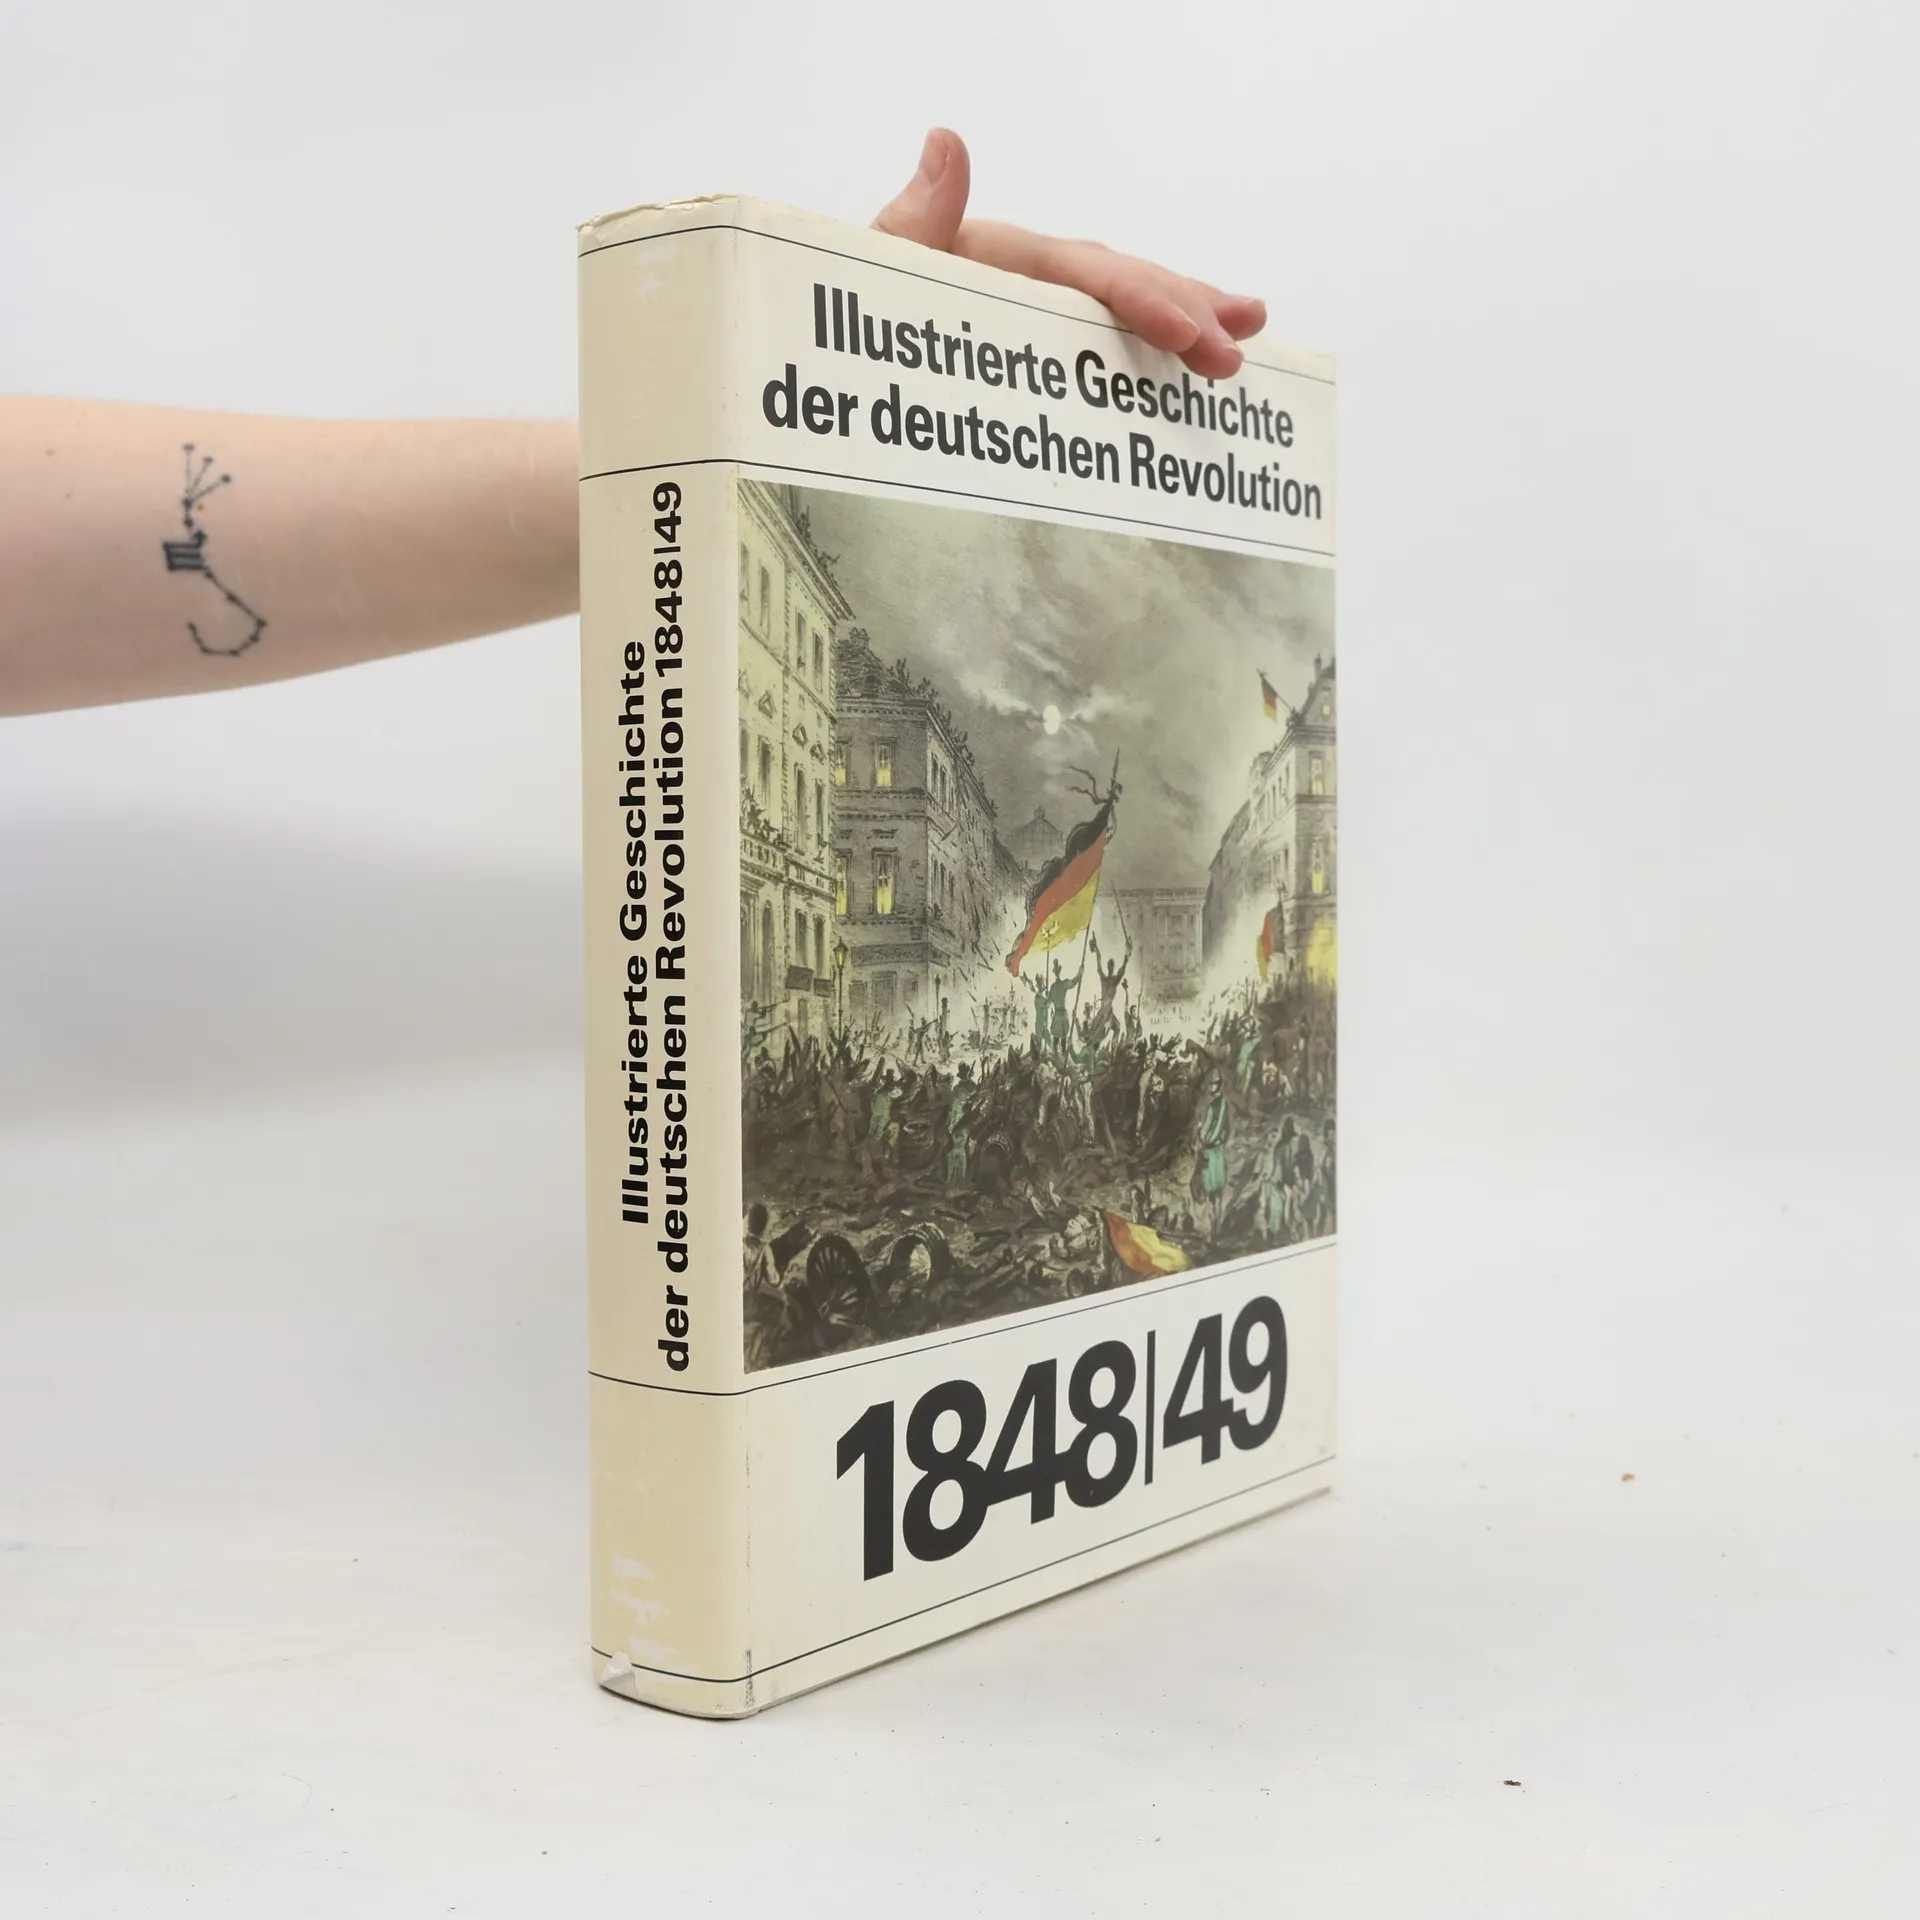 Illustrierte Geschichte
der deutschen Revolution
1848|49
Illustrierte Geschichte
der deutschen Revolution 1848|49